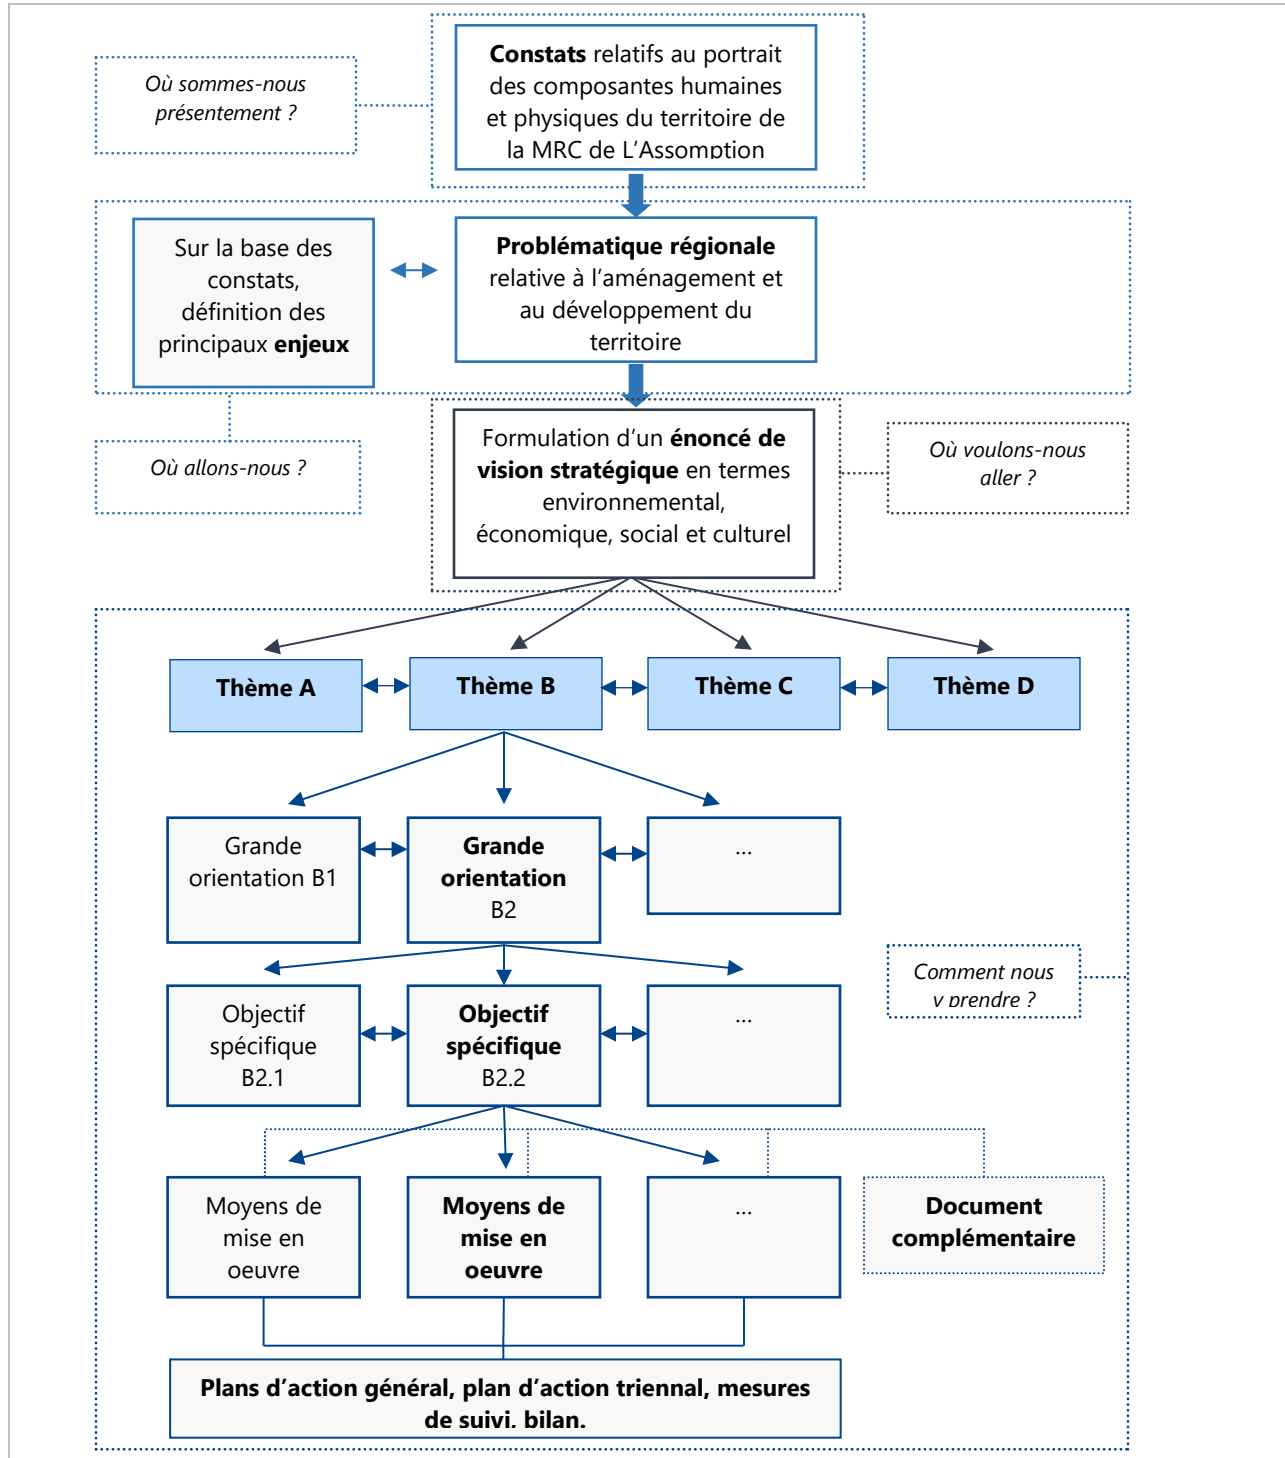 Constats relatifs au portrait
des composantes humaines
et physiques du territoire de
la MRC de L’Assomption
Où sommes-nous
présentement ?
Sur la base des
constats,
définition des
principaux enjeux
Problématique régionale
relative à l’aménagement et
au développement du
territoire
Où allons-nous ?
Formulation d’un énoncé de
vision stratégique en termes
environnemental,
économique, social et culturel
Où voulons-nous
aller ?
Thème A
Thème B
Thème C
Thème D
Grande
orientation B1
Grande
orientation
B2
...
Objectif
spécifique
B2.1
Objectif
spécifique
B2.2
...
Comment nous
y prendre ?
Moyens de
mise en
oeuvre
Moyens de
mise en
oeuvre
...
Document
complémentaire
Plans d’action général, plan d’action triennal, mesures
de suivi, bilan.